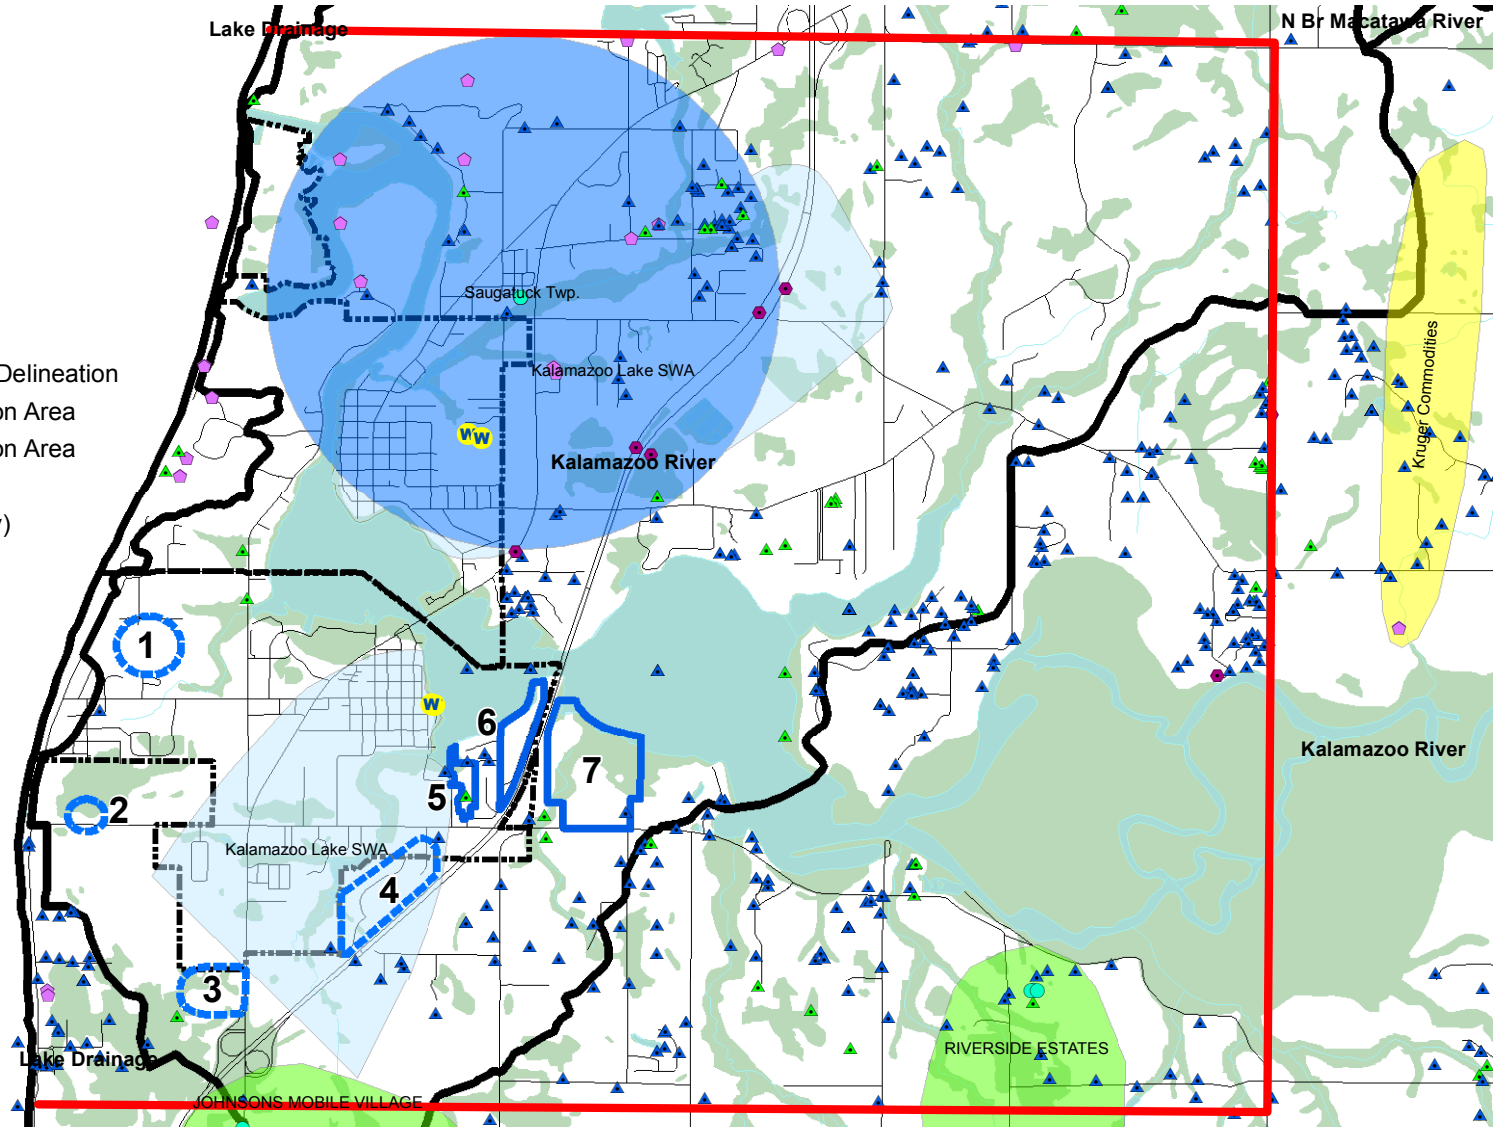 Lake Drainage
N Br Macatawa River
Saugatuck Twp.
Delineation
Kalamazoo Lake SWA
on Area
Kruger Commodities
W
W
on Area
Kalamazoo River
y)
1
W
6
7
Kalamazoo River
5
2
Kalamazoo Lake SWA
4
3
RIVERSIDE ESTATES
Lake Drainage
JOHNSONS MOBILE VILLAGE